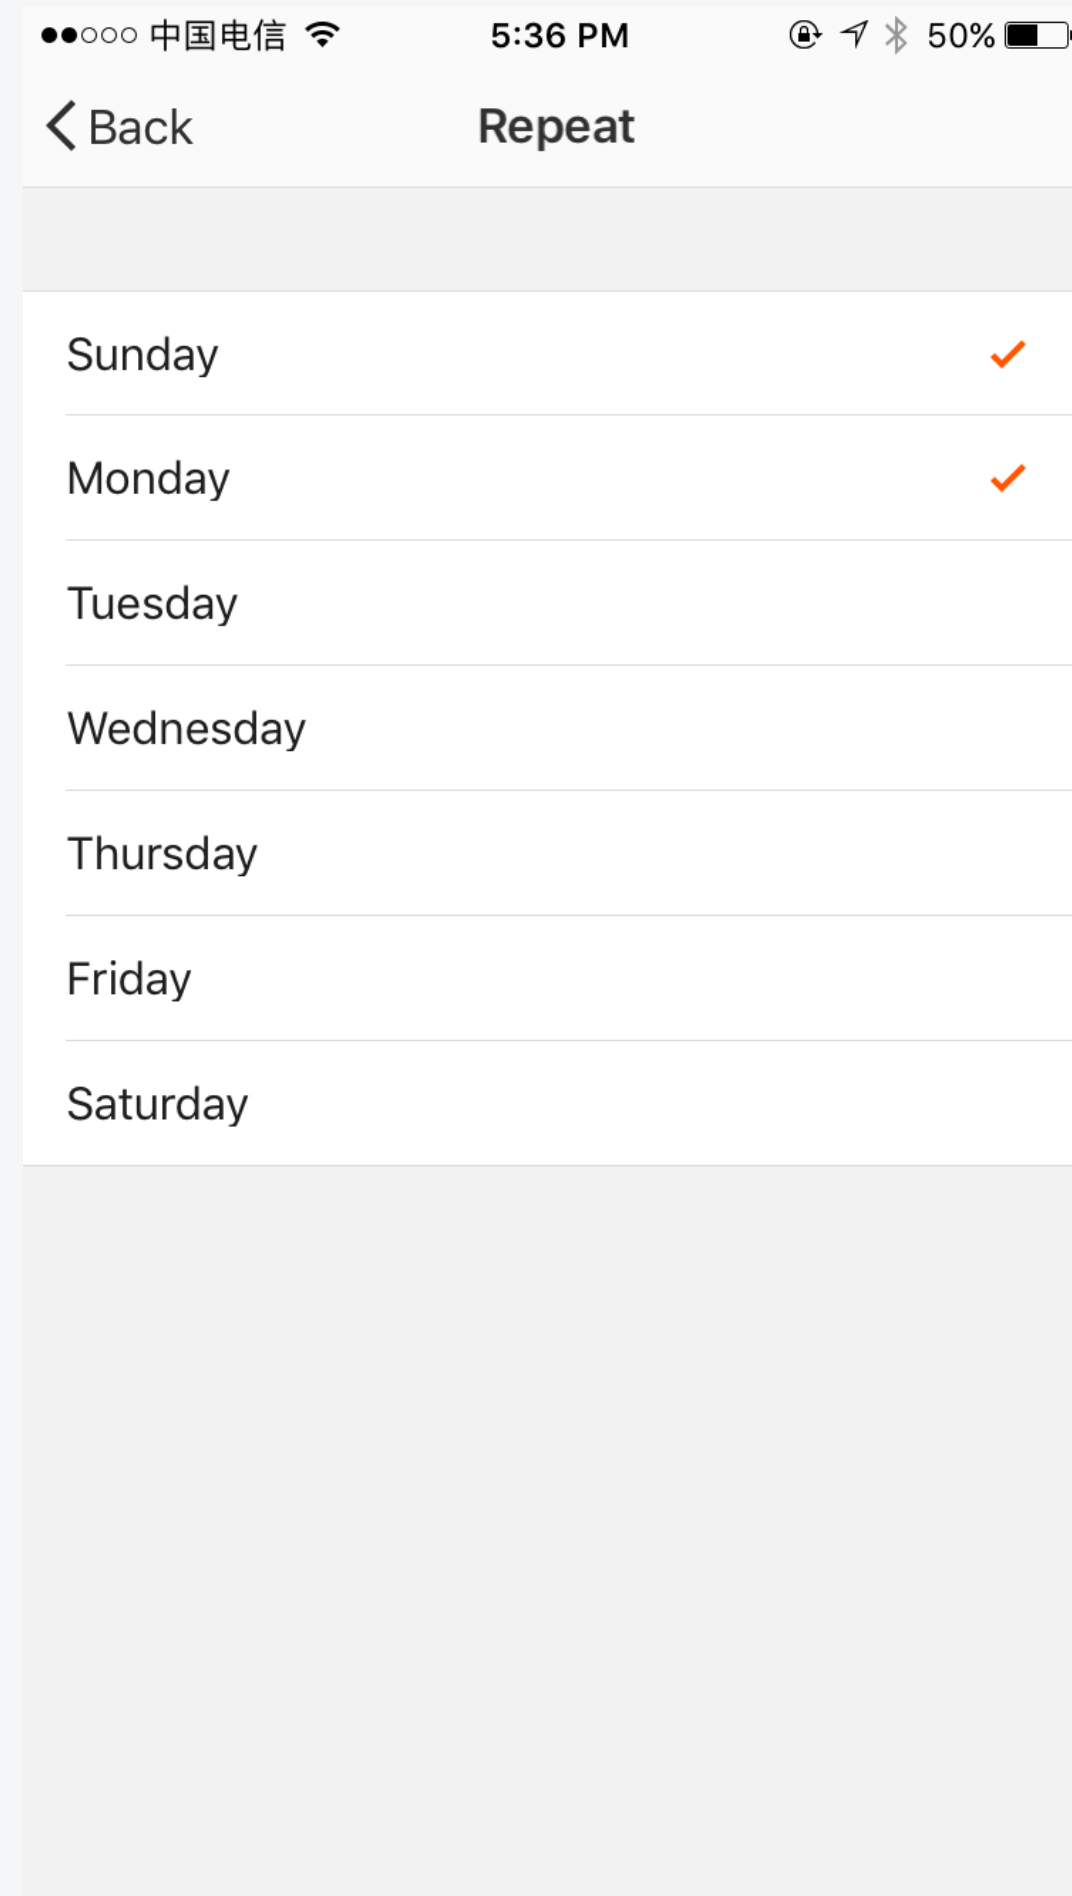 中国电信 5:36 PM 50%
Back Repeat
Sunday
Monday
Tuesday
Wednesday
Thursday
Friday
Saturday